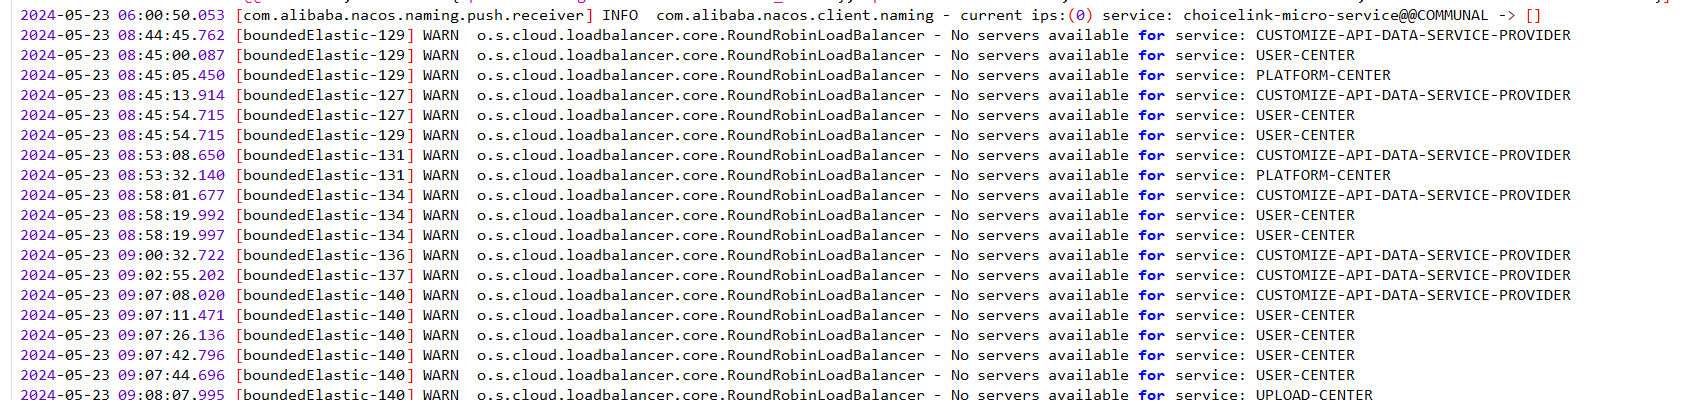 2024-05-23 06:00:50.053 [com.alibaba.nacos.naming.push.receiver] INFO  com.alibaba.nacos.client.naming - current ips:(0) service: choicelink-micro-service@@COMMUNAL -> []
2024-05-23 08:44:45.762 [boundedElastic-129] WARN  o.s.cloud.loadbalancer.core.RoundRobinLoadBalancer - No servers available for service: CUSTOMIZE-API-DATA-SERVICE-PROVIDER
2024-05-23 08:45:00.087 [boundedElastic-129] WARN  o.s.cloud.loadbalancer.core.RoundRobinLoadBalancer - No servers available for service: USER-CENTER
2024-05-23 08:45:05.450 [boundedElastic-129] WARN  o.s.cloud.loadbalancer.core.RoundRobinLoadBalancer - No servers available for service: PLATFORM-CENTER
2024-05-23 08:45:13.914 [boundedElastic-127] WARN  o.s.cloud.loadbalancer.core.RoundRobinLoadBalancer - No servers available for service: CUSTOMIZE-API-DATA-SERVICE-PROVIDER
2024-05-23 08:45:54.715 [boundedElastic-127] WARN  o.s.cloud.loadbalancer.core.RoundRobinLoadBalancer - No servers available for service: USER-CENTER
2024-05-23 08:45:54.715 [boundedElastic-129] WARN  o.s.cloud.loadbalancer.core.RoundRobinLoadBalancer - No servers available for service: USER-CENTER
2024-05-23 08:53:08.650 [boundedElastic-131] WARN  o.s.cloud.loadbalancer.core.RoundRobinLoadBalancer - No servers available for service: CUSTOMIZE-API-DATA-SERVICE-PROVIDER
2024-05-23 08:53:32.140 [boundedElastic-131] WARN  o.s.cloud.loadbalancer.core.RoundRobinLoadBalancer - No servers available for service: PLATFORM-CENTER
2024-05-23 08:58:01.677 [boundedElastic-134] WARN  o.s.cloud.loadbalancer.core.RoundRobinLoadBalancer - No servers available for service: CUSTOMIZE-API-DATA-SERVICE-PROVIDER
2024-05-23 08:58:19.992 [boundedElastic-134] WARN  o.s.cloud.loadbalancer.core.RoundRobinLoadBalancer - No servers available for service: USER-CENTER
2024-05-23 08:58:19.997 [boundedElastic-134] WARN  o.s.cloud.loadbalancer.core.RoundRobinLoadBalancer - No servers available for service: USER-CENTER
2024-05-23 09:00:32.722 [boundedElastic-136] WARN  o.s.cloud.loadbalancer.core.RoundRobinLoadBalancer - No servers available for service: CUSTOMIZE-API-DATA-SERVICE-PROVIDER
2024-05-23 09:02:55.202 [boundedElastic-137] WARN  o.s.cloud.loadbalancer.core.RoundRobinLoadBalancer - No servers available for service: CUSTOMIZE-API-DATA-SERVICE-PROVIDER
2024-05-23 09:07:08.020 [boundedElastic-140] WARN  o.s.cloud.loadbalancer.core.RoundRobinLoadBalancer - No servers available for service: CUSTOMIZE-API-DATA-SERVICE-PROVIDER
2024-05-23 09:07:11.471 [boundedElastic-140] WARN  o.s.cloud.loadbalancer.core.RoundRobinLoadBalancer - No servers available for service: USER-CENTER
2024-05-23 09:07:26.136 [boundedElastic-140] WARN  o.s.cloud.loadbalancer.core.RoundRobinLoadBalancer - No servers available for service: USER-CENTER
2024-05-23 09:07:42.796 [boundedElastic-140] WARN  o.s.cloud.loadbalancer.core.RoundRobinLoadBalancer - No servers available for service: USER-CENTER
2024-05-23 09:07:44.696 [boundedElastic-140] WARN  o.s.cloud.loadbalancer.core.RoundRobinLoadBalancer - No servers available for service: USER-CENTER
2024-05-23 09:08:07.995 [boundedElastic-140] WARN  o.s.cloud.loadbalancer.core.RoundRobinLoadBalancer - No servers available for service: UPLOAD-CENTER